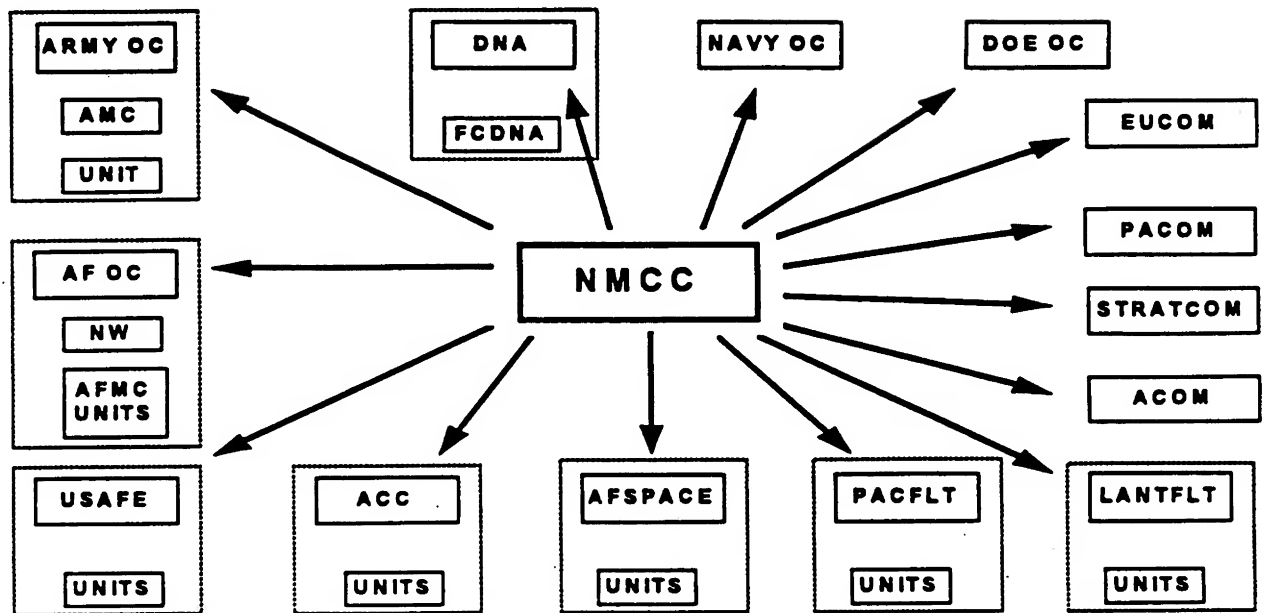 ARMY OC
AMC
UNIT
DNA
FCDNA
NAVY OC
DOE OC
EUCOM
PACOM
STRATCOM
ACOM
NMCC
AF OC
NW
AFMC
UNITS
USAFE
UNITS
ACC
UNITS
AFSPACE
UNITS
PACFLT
UNITS
LANTFLT
UNITS